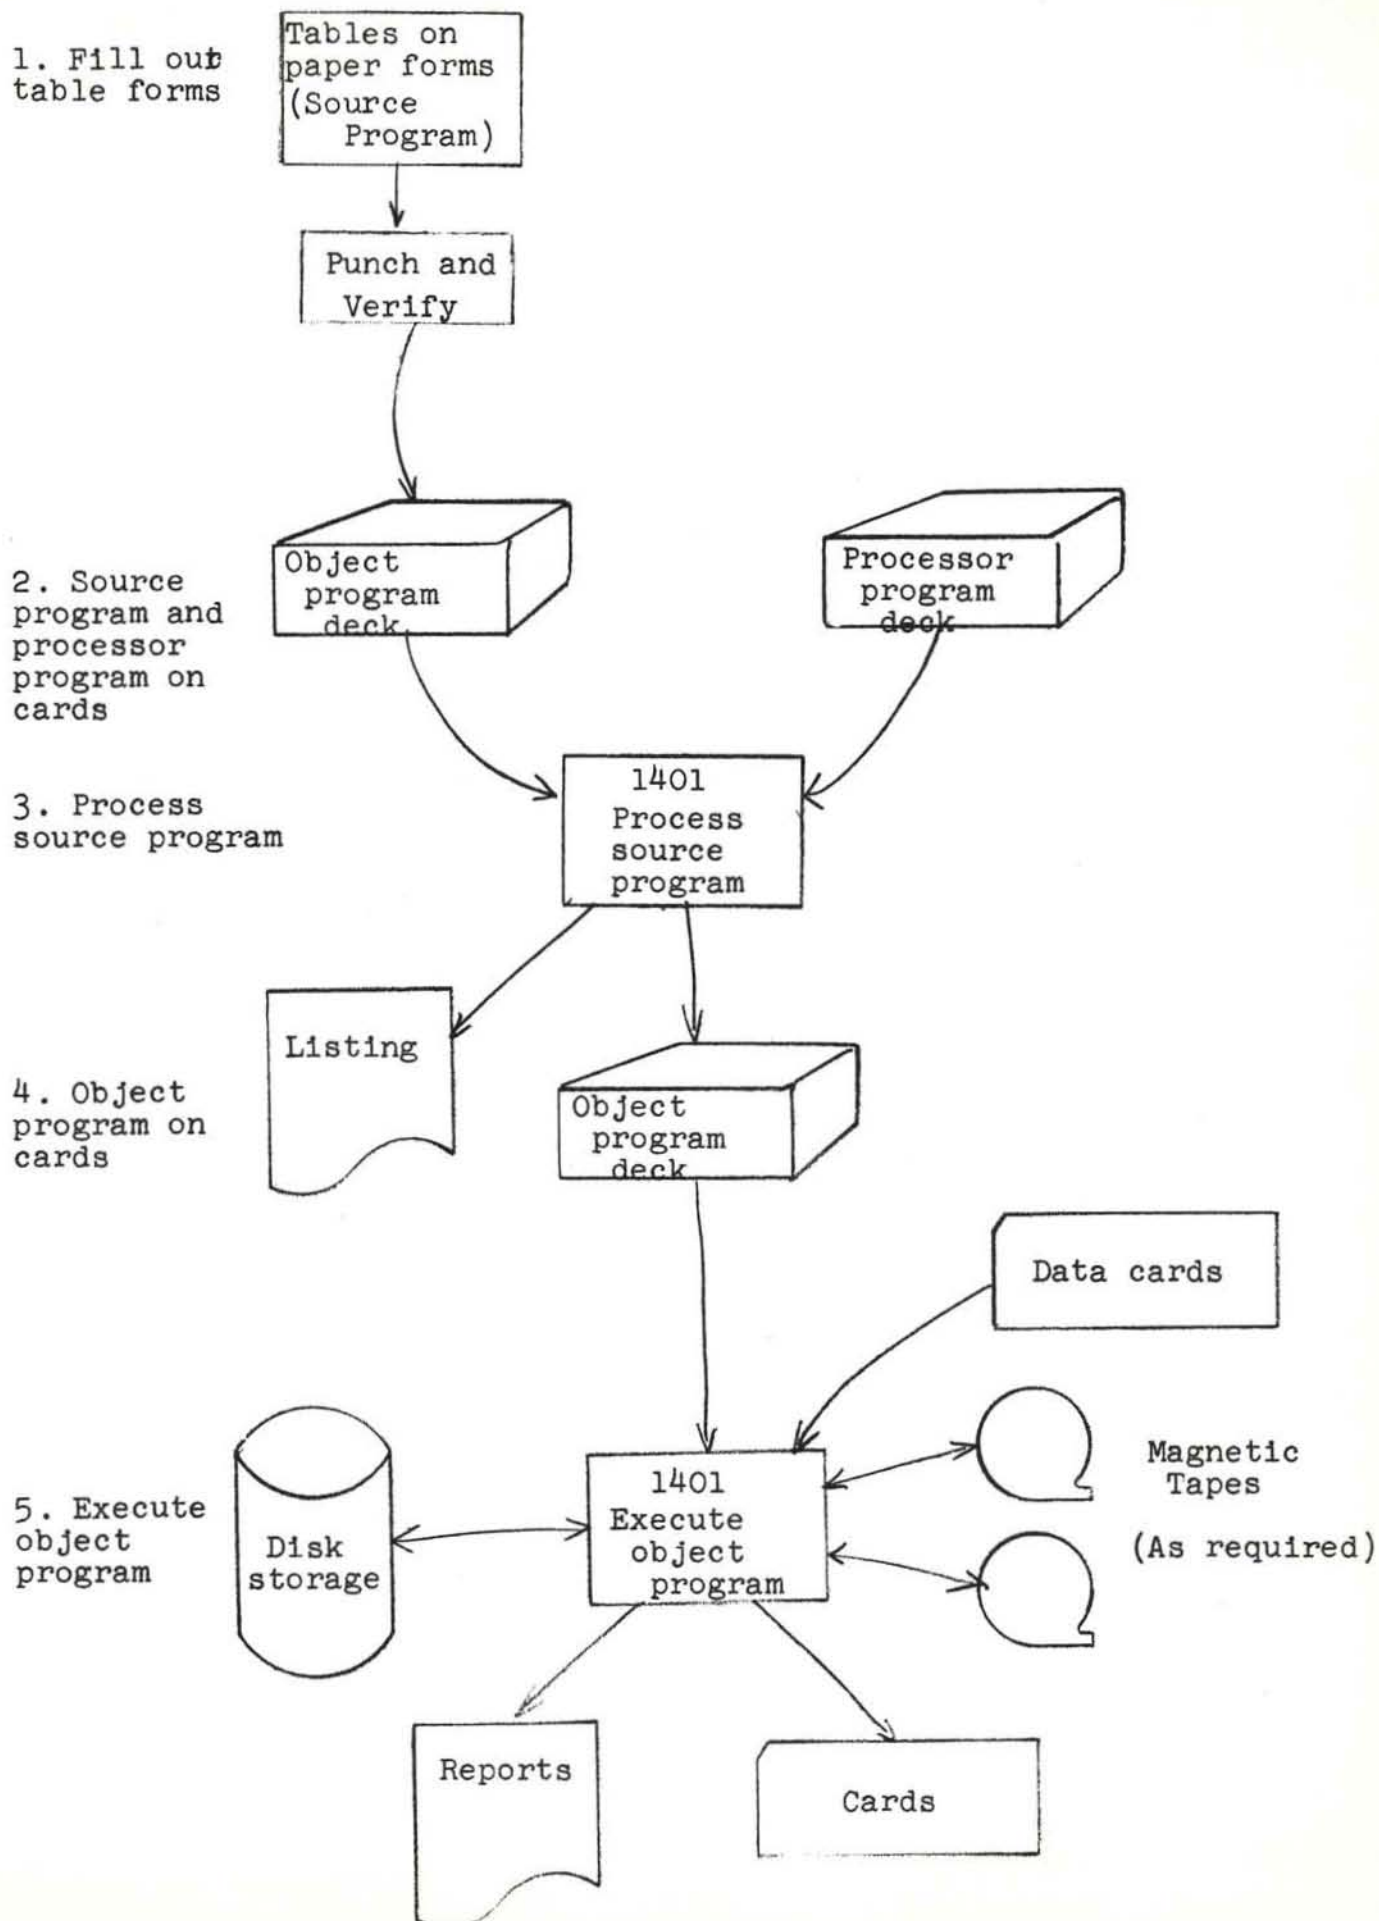 1. Fill out
table forms
Tables on
paper forms
(Source
Program)
Punch and
Verify
2. Source
program and
processor
program on
cards
Object
program
deck
Processor
program
deck
3. Process
source program
1401
Process
source
program
Listing
4. Object
program on
cards
Object
program
deck
Data cards
5. Execute
object
program
Disk
storage
1401
Execute
object
program
Magnetic
Tapes
(As required)
Reports
Cards